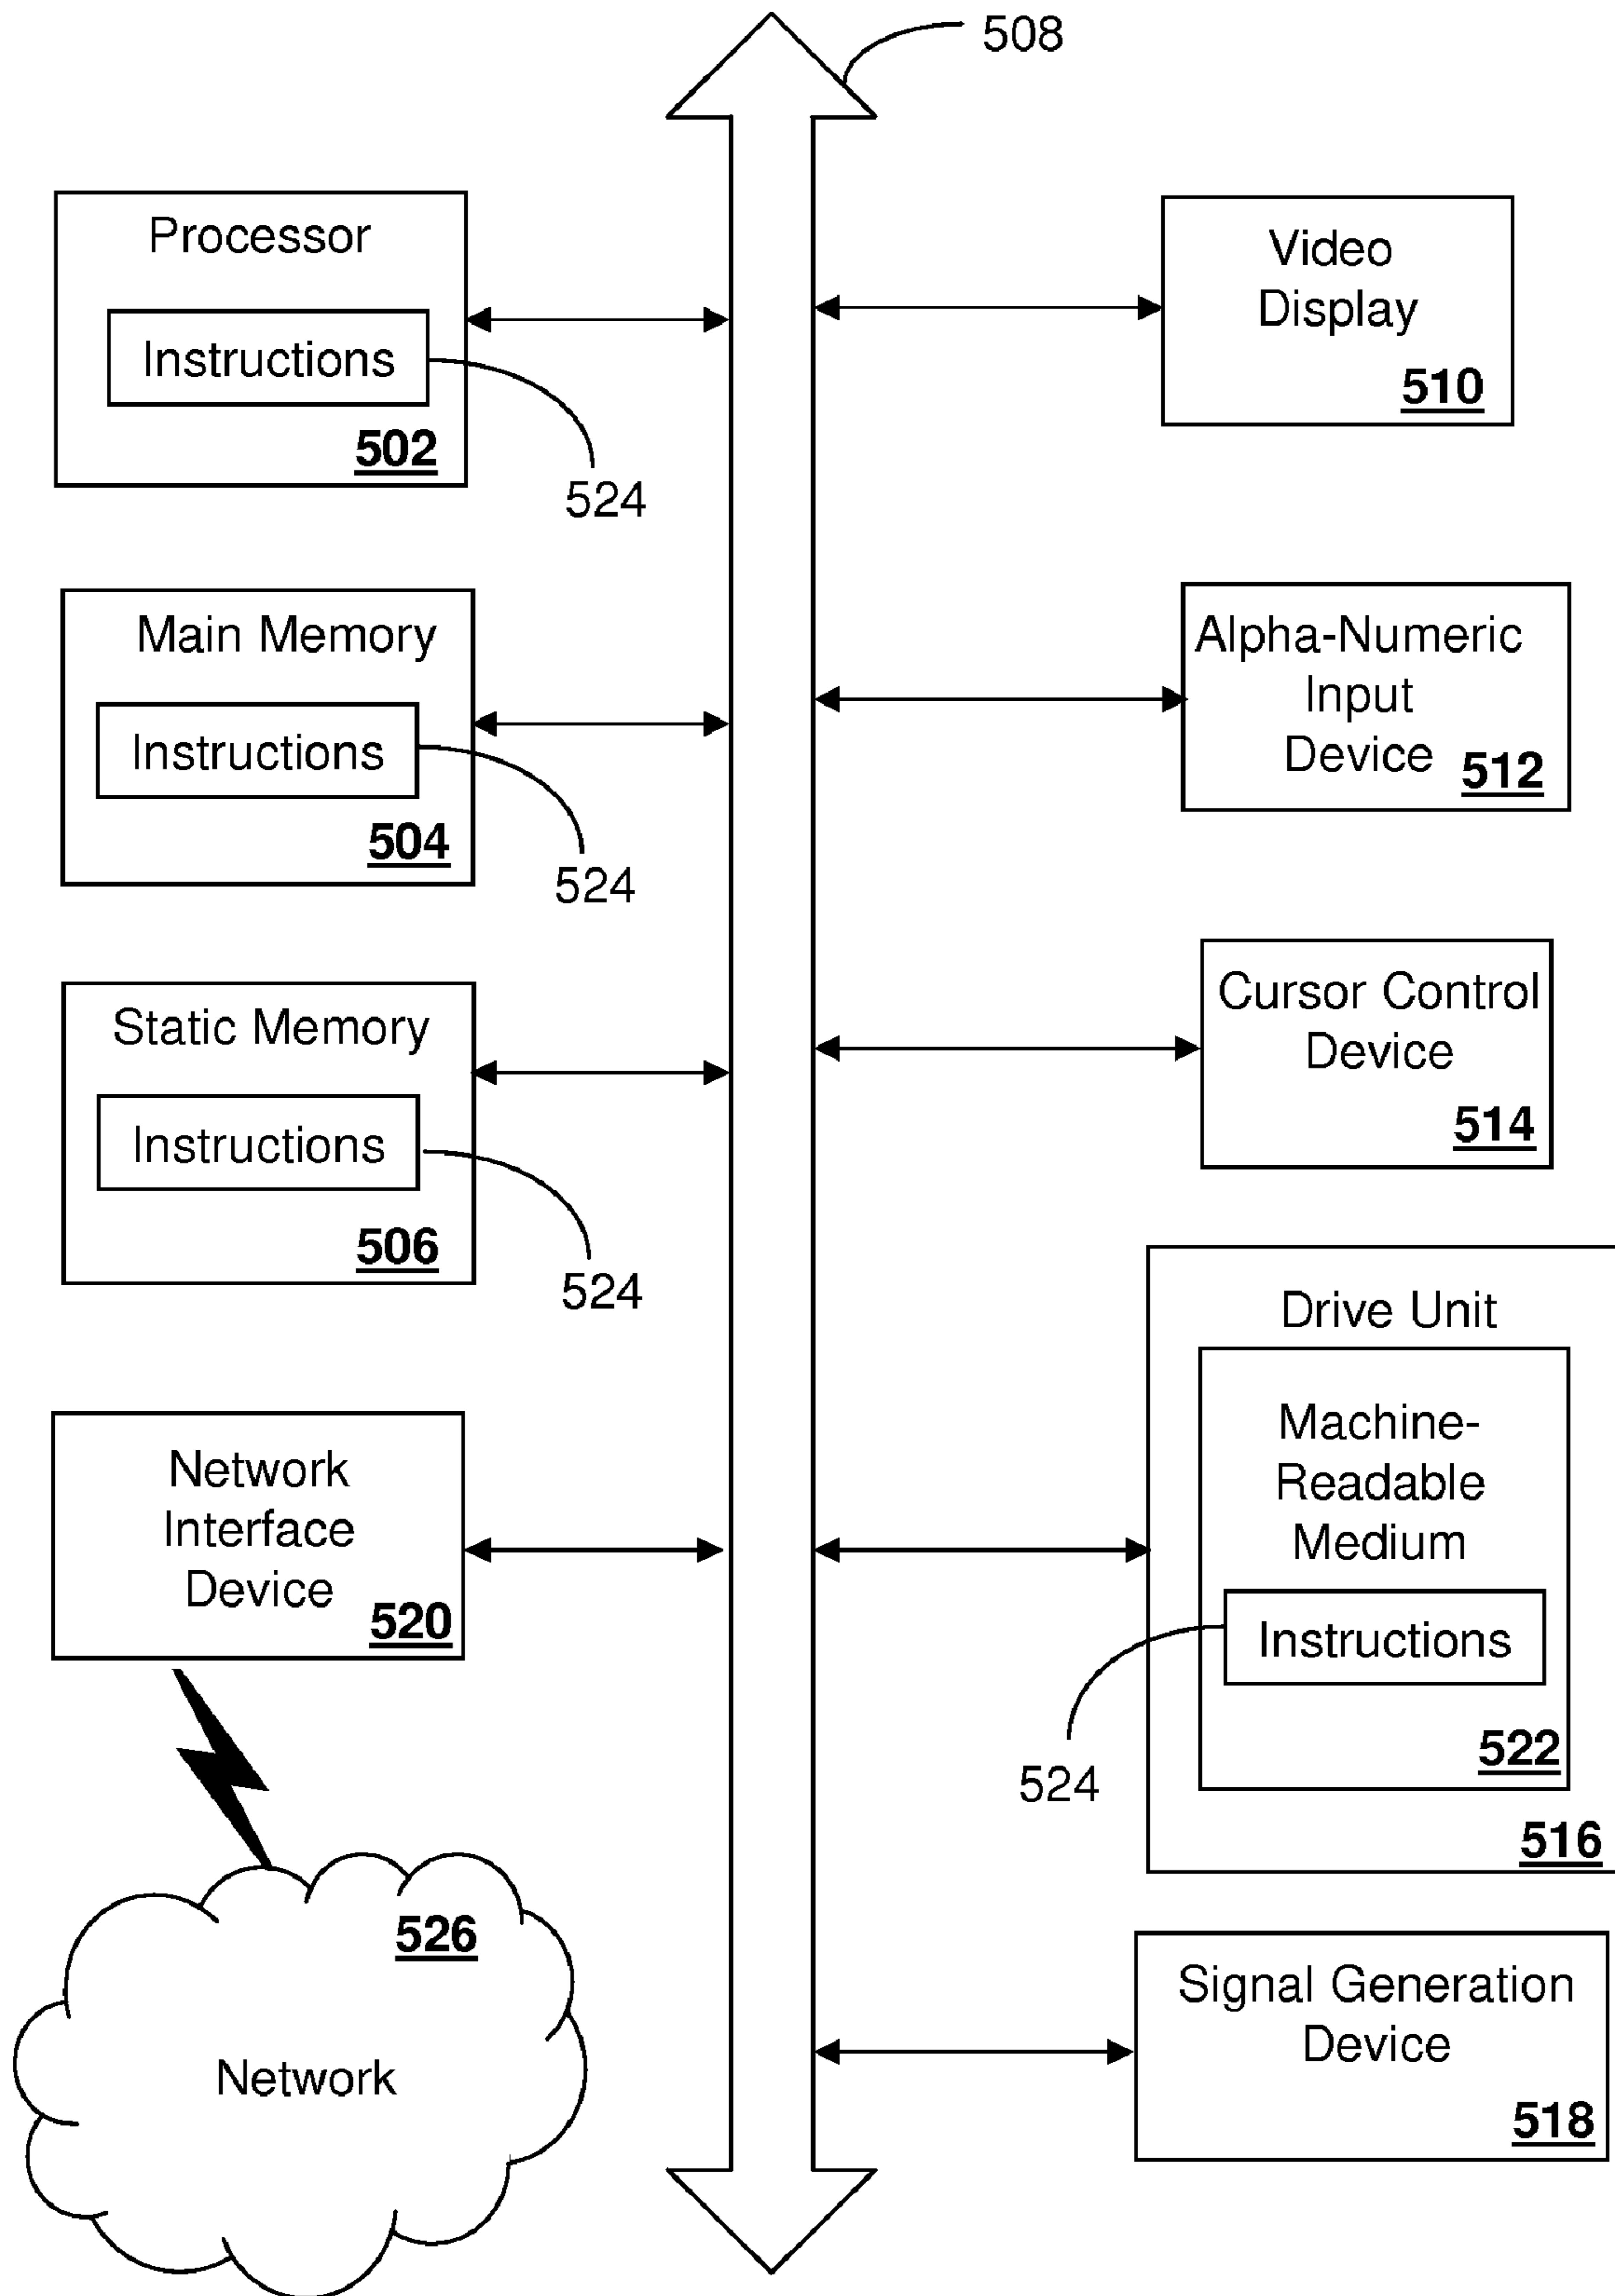 508
Processor
Instructions
502
524
Main Memory
Instructions
504
524
Static Memory
Instructions
506
524
Network
Interface
Device
520
526
Network
Video
Display
510
Alpha-Numeric
Input
Device
512
Cursor Control
Device
514
Drive Unit
Machine-
Readable
Medium
Instructions
522
524
516
Signal Generation
Device
518